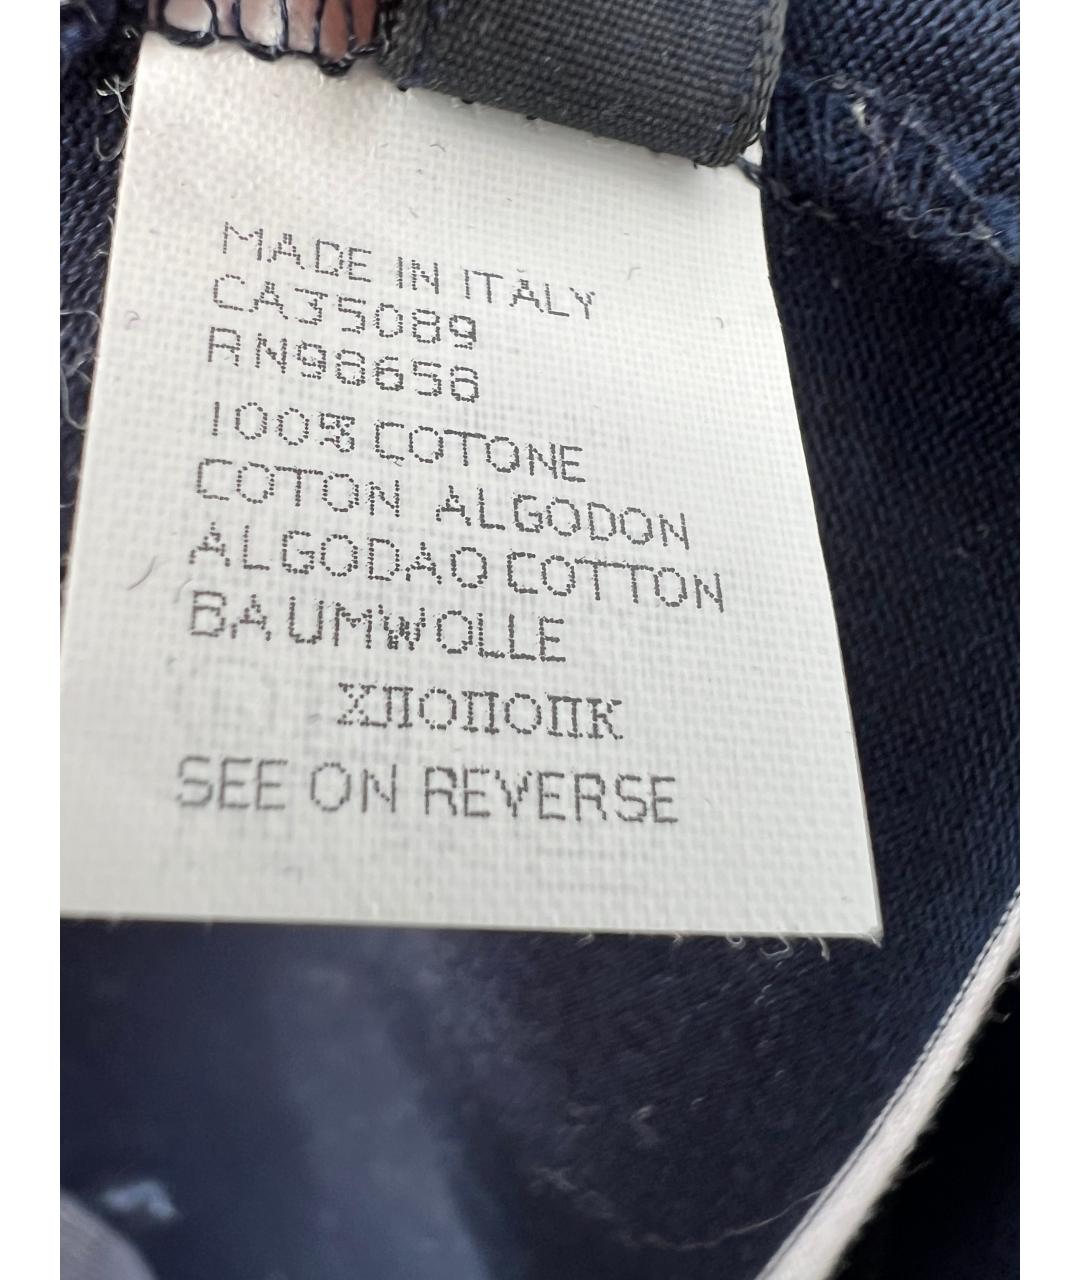 MADE IN ITALY
CA35089
RN98656
100% COTONE
COTON ALGODON
ALGODAO COTTON
BAUMWOLLE
ХЛОПОПК
SEE ON REVERSE